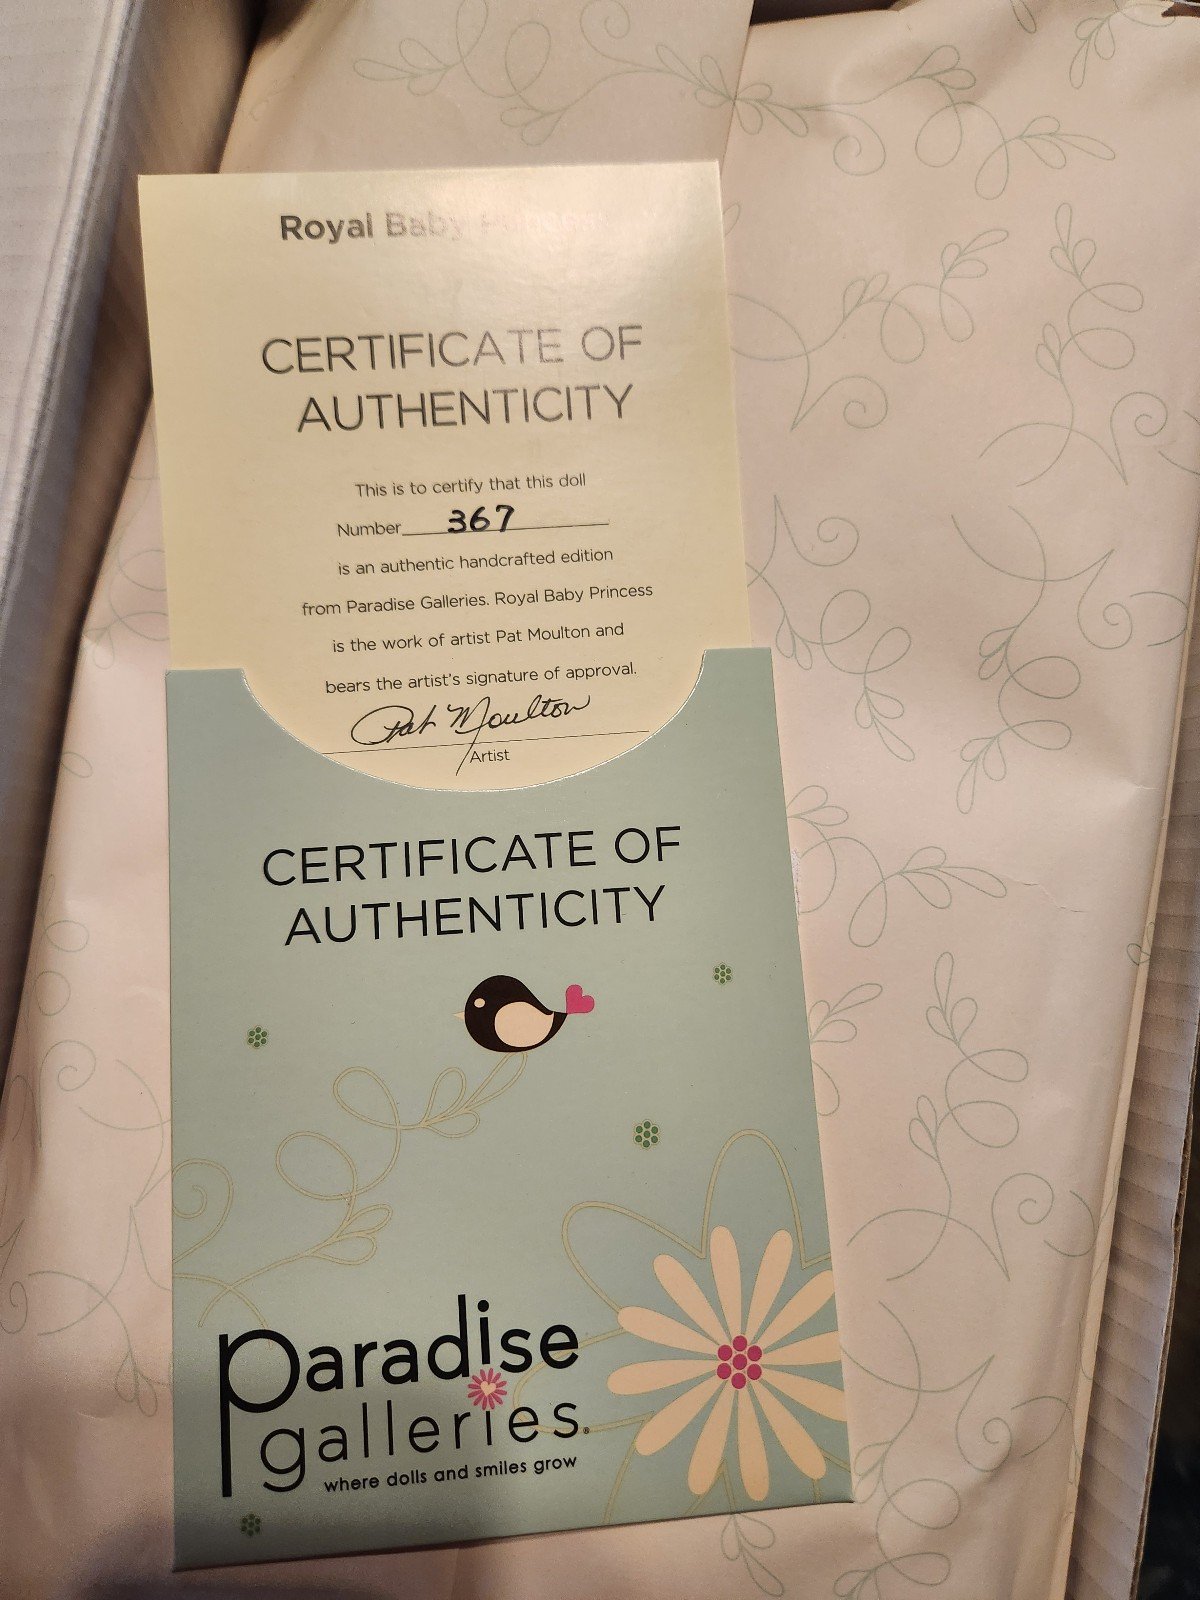 Royal Baby Princess
CERTIFICATE OF
AUTHENTICITY
This is to certify that this doll
Number 367
is an authentic handcrafted edition
from Paradise Galleries. Royal Baby Princess
is the work of artist Pat Moulton and
bears the artist's signature of approval.
Pat Moulton
Artist
CERTIFICATE OF
AUTHENTICITY
Paradise
galleries®
where dolls and smiles grow